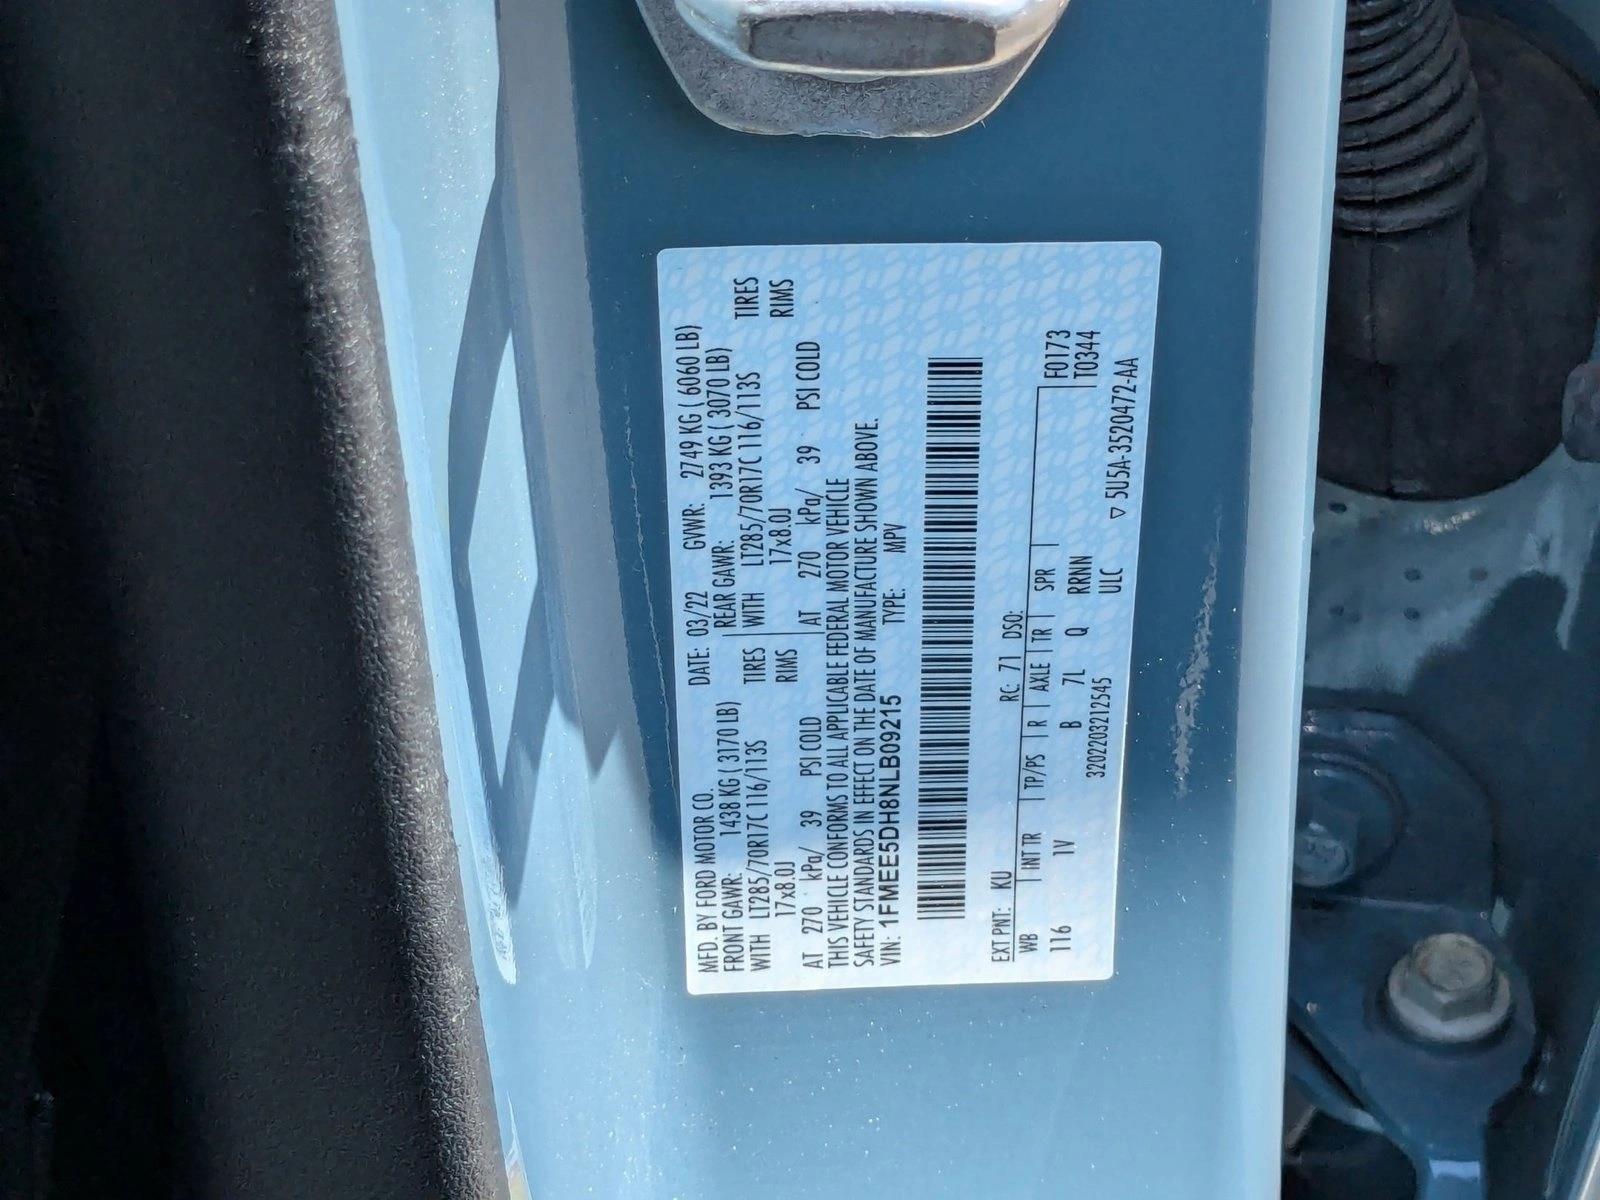 MFD. BY FORD MOTOR CO.
DATE: 03/22 GVWR: 2749 KG ( 6060 LB)
FRONT GAWR: 1438 KG ( 3170 LB) REAR GAWR: 1393 KG ( 3070 LB)
WITH LT285/70R17C 116/113S TIRES WITH LT285/70R17C 116/113S TIRES
17x8.0J RIMS 17x8.0J RIMS
AT 270 kPa/ 39 PSI COLD AT 270 kPa/ 39 PSI COLD
THIS VEHICLE CONFORMS TO ALL APPLICABLE FEDERAL MOTOR VEHICLE
SAFETY STANDARDS IN EFFECT ON THE DATE OF MANUFACTURE SHOWN ABOVE.
VIN: 1FMEE5DH8NLB09215 TYPE: MPV
EXT PNT: KU RC: 71 DSO:
WB INT TR TP/PS R AXLE TR SPR F0173
116 1V B 7L Q RRNN T0344
3202203212545 ULC
▽ 5U5A-3520472-AA